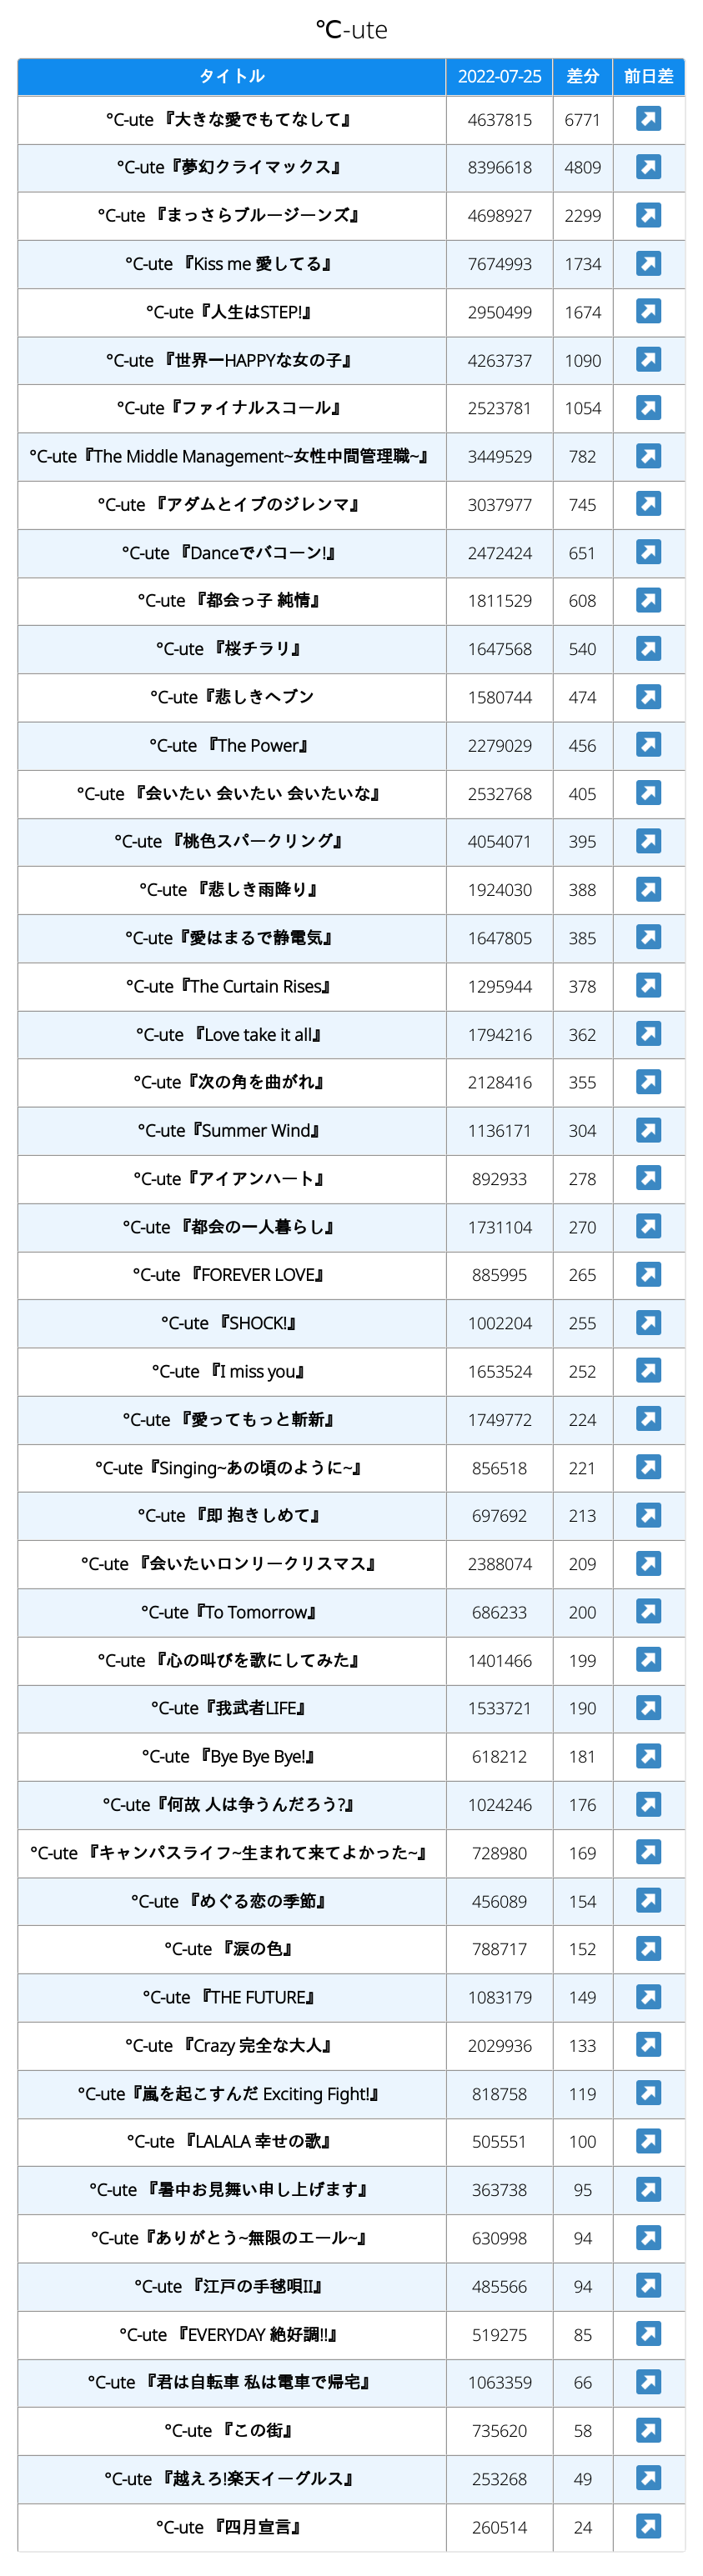 ℃-ute
タイトル 2022-07-25 差分 前日差
°C-ute 『大きな愛でもてなして』 4637815 6771
°C-ute『夢幻クライマックス』 8396618 4809
°C-ute 『まっさらブルージーンズ』 4698927 2299
°C-ute 『Kiss me 愛してる』 7674993 1734
°C-ute『人生はSTEP!』 2950499 1674
°C-ute 『世界一HAPPYな女の子』 4263737 1090
°C-ute『ファイナルスコール』 2523781 1054
°C-ute『The Middle Management~女性中間管理職~』 3449529 782
°C-ute 『アダムとイブのジレンマ』 3037977 745
°C-ute 『Danceでバコーン!』 2472424 651
°C-ute 『都会っ子 純情』 1811529 608
°C-ute 『桜チラリ』 1647568 540
°C-ute『悲しきヘブン 1580744 474
°C-ute 『The Power』 2279029 456
°C-ute 『会いたい 会いたい 会いたいな』 2532768 405
°C-ute 『桃色スパークリング』 4054071 395
°C-ute 『悲しき雨降り』 1924030 388
°C-ute『愛はまるで静電気』 1647805 385
°C-ute『The Curtain Rises』 1295944 378
°C-ute 『Love take it all』 1794216 362
°C-ute『次の角を曲がれ』 2128416 355
°C-ute『Summer Wind』 1136171 304
°C-ute『アイアンハート』 892933 278
°C-ute 『都会の一人暮らし』 1731104 270
°C-ute 『FOREVER LOVE』 885995 265
°C-ute 『SHOCK!』 1002204 255
°C-ute 『I miss you』 1653524 252
°C-ute 『愛ってもっと斬新』 1749772 224
°C-ute『Singing~あの頃のように~』 856518 221
°C-ute 『即 抱きしめて』 697692 213
°C-ute 『会いたいロンリークリスマス』 2388074 209
°C-ute『To Tomorrow』 686233 200
°C-ute 『心の叫びを歌にしてみた』 1401466 199
°C-ute『我武者LIFE』 1533721 190
°C-ute 『Bye Bye Bye!』 618212 181
°C-ute『何故 人は争うんだろう?』 1024246 176
°C-ute 『キャンパスライフ~生まれて来てよかった~』 728980 169
°C-ute 『めぐる恋の季節』 456089 154
°C-ute 『涙の色』 788717 152
°C-ute 『THE FUTURE』 1083179 149
°C-ute 『Crazy 完全な大人』 2029936 133
°C-ute『嵐を起こすんだ Exciting Fight!』 818758 119
°C-ute 『LALALA 幸せの歌』 505551 100
°C-ute 『暑中お見舞い申し上げます』 363738 95
°C-ute『ありがとう~無限のエール~』 630998 94
°C-ute 『江戸の手毬唄II』 485566 94
°C-ute 『EVERYDAY 絶好調!!』 519275 85
°C-ute 『君は自転車 私は電車で帰宅』 1063359 66
°C-ute 『この街』 735620 58
°C-ute 『越えろ!楽天イーグルス』 253268 49
°C-ute 『四月宣言』 260514 24